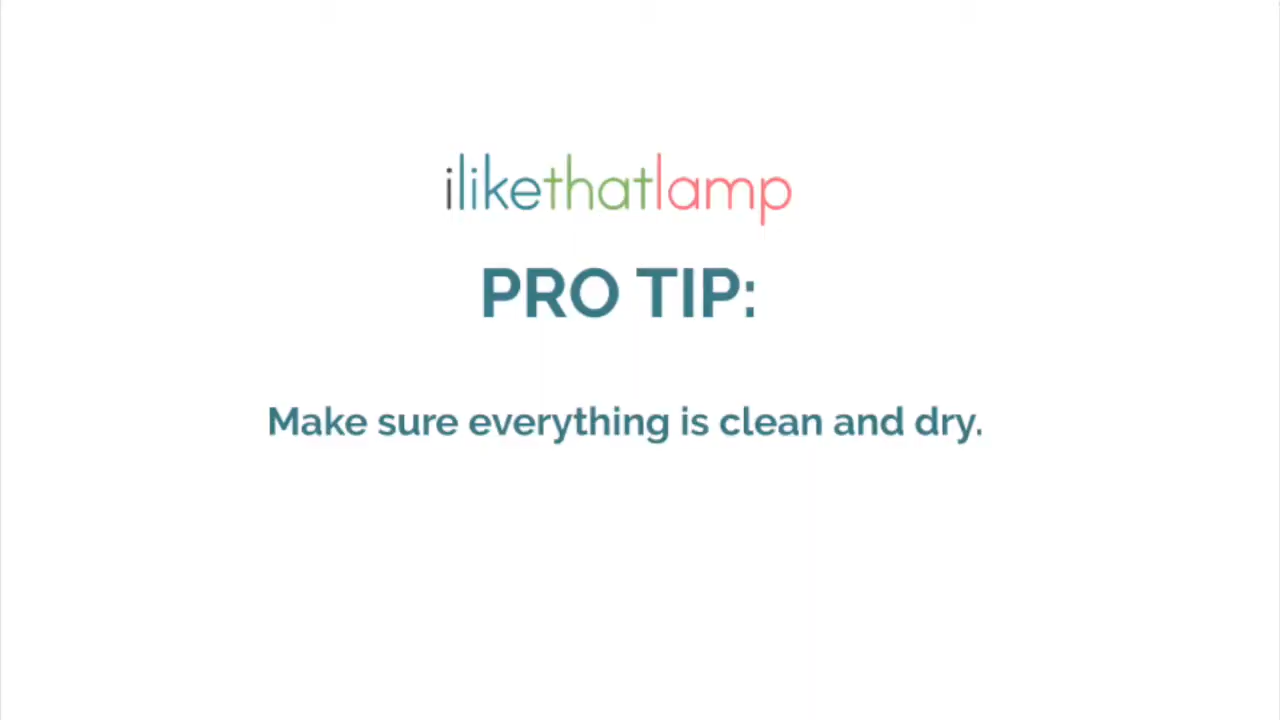 ilikethatlamp
PRO TIP:
Make sure everything is clean and dry.